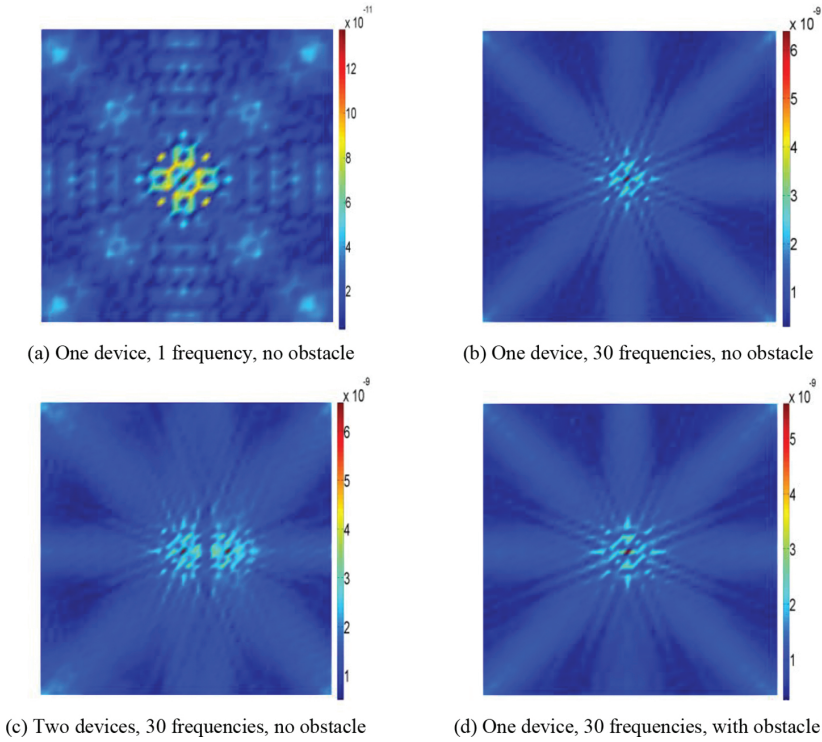 x 10 -11
12
10
8
6
4
2
(a) One device, 1 frequency, no obstacle
x 10 -9
6
5
4
3
2
1
(b) One device, 30 frequencies, no obstacle
x 10 -9
6
5
4
3
2
1
(c) Two devices, 30 frequencies, no obstacle
x 10 -9
5
4
3
2
1
(d) One device, 30 frequencies, with obstacle